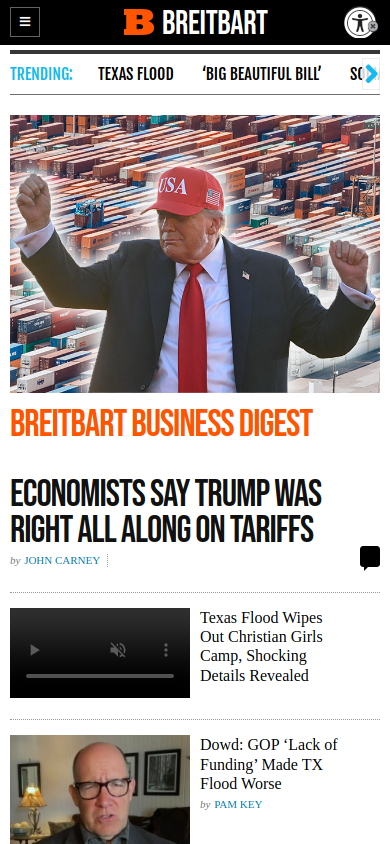 BREITBART
TRENDING:
TEXAS FLOOD
‘BIG BEAUTIFUL BILL’
USA
BREITBART BUSINESS DIGEST
ECONOMISTS SAY TRUMP WAS
RIGHT ALL ALONG ON TARIFFS
by JOHN CARNEY
Texas Flood Wipes
Out Christian Girls
Camp, Shocking
Details Revealed
Dowd: GOP ‘Lack of
Funding’ Made TX
Flood Worse
by PAM KEY